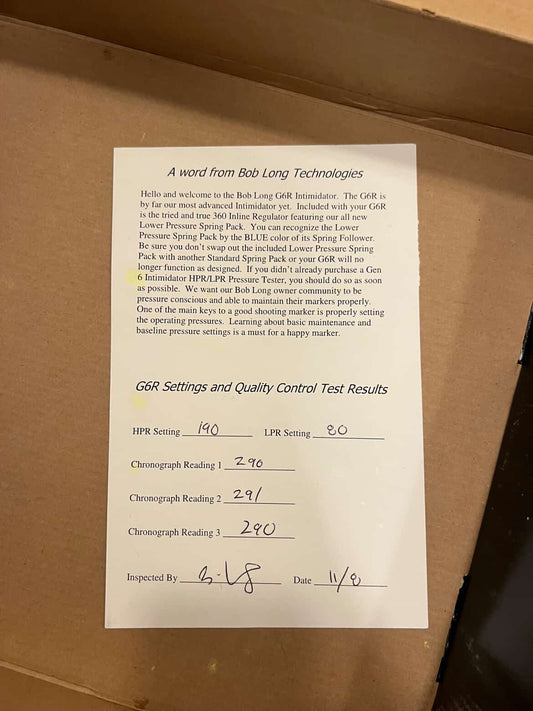 A word from Bob Long Technologies
Hello and welcome to the Bob Long G6R Intimidator. The G6R is
by far our most advanced Intimidator yet. Included with your G6R
is the tried and true 360 Inline Regulator featuring our all new
Lower Pressure Spring Pack. You can recognize the Lower
Pressure Spring Pack by the BLUE color of its Spring Follower.
Be sure you don't swap out the included Lower Pressure Spring
Pack with another Standard Spring Pack or your G6R will no
longer function as designed. If you didn't already purchase a Gen
6 Intimidator HPR/LPR Pressure Tester, you should do so as soon
as possible. We want our Bob Long owner community to be
pressure conscious and able to maintain their markers properly.
One of the main keys to a good shooting marker is properly setting
the operating pressures. Learning about basic maintenance and
baseline pressure settings is a must for a happy marker.
G6R Settings and Quality Control Test Results
HPR Setting 190 LPR Setting 80
Chronograph Reading 1 290
Chronograph Reading 2 291
Chronograph Reading 3 290
Inspected By Date 11/8